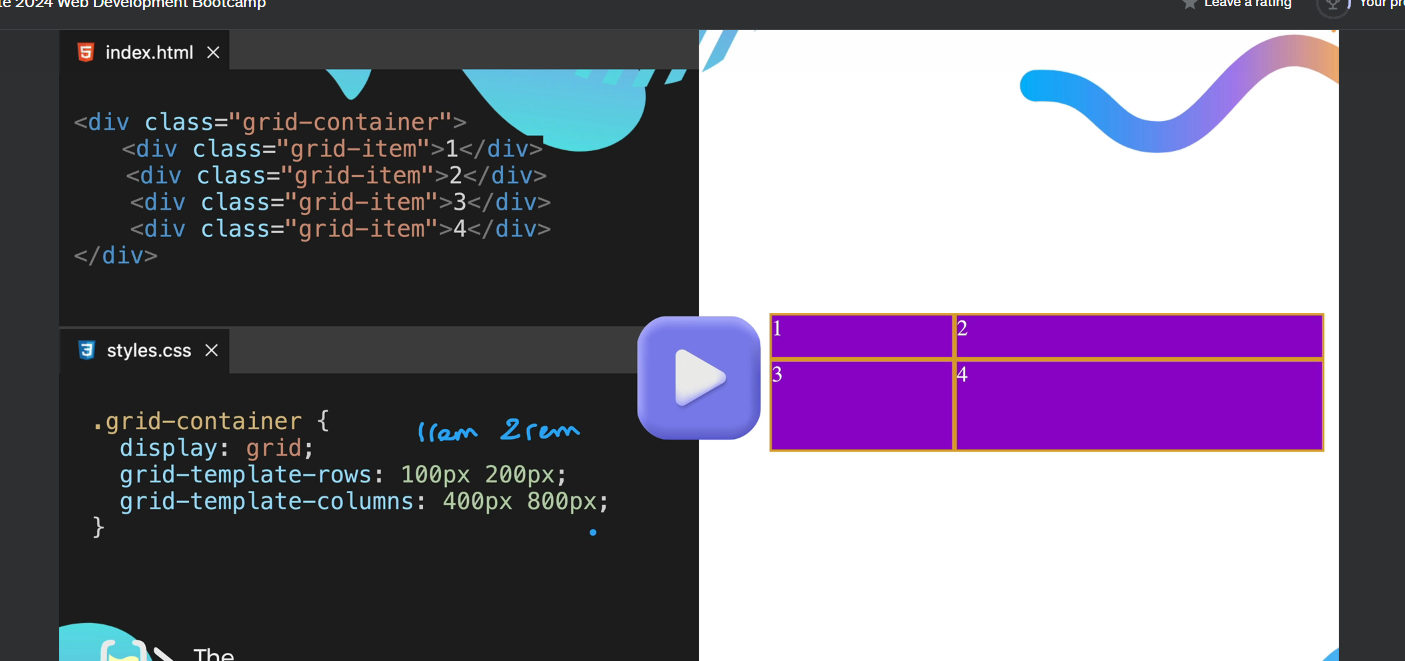 te 2024 Web Development Bootcamp
Leave a rating
Your pr
index.html
<div class="grid-container">
<div class="grid-item">1</div>
<div class="grid-item">2</div>
<div class="grid-item">3</div>
<div class="grid-item">4</div>
</div>
styles.css
.grid-container {
1rem 2rem
display: grid;
grid-template-rows: 100px 200px;
grid-template-columns: 400px 800px;
}
1
2
3
4
The